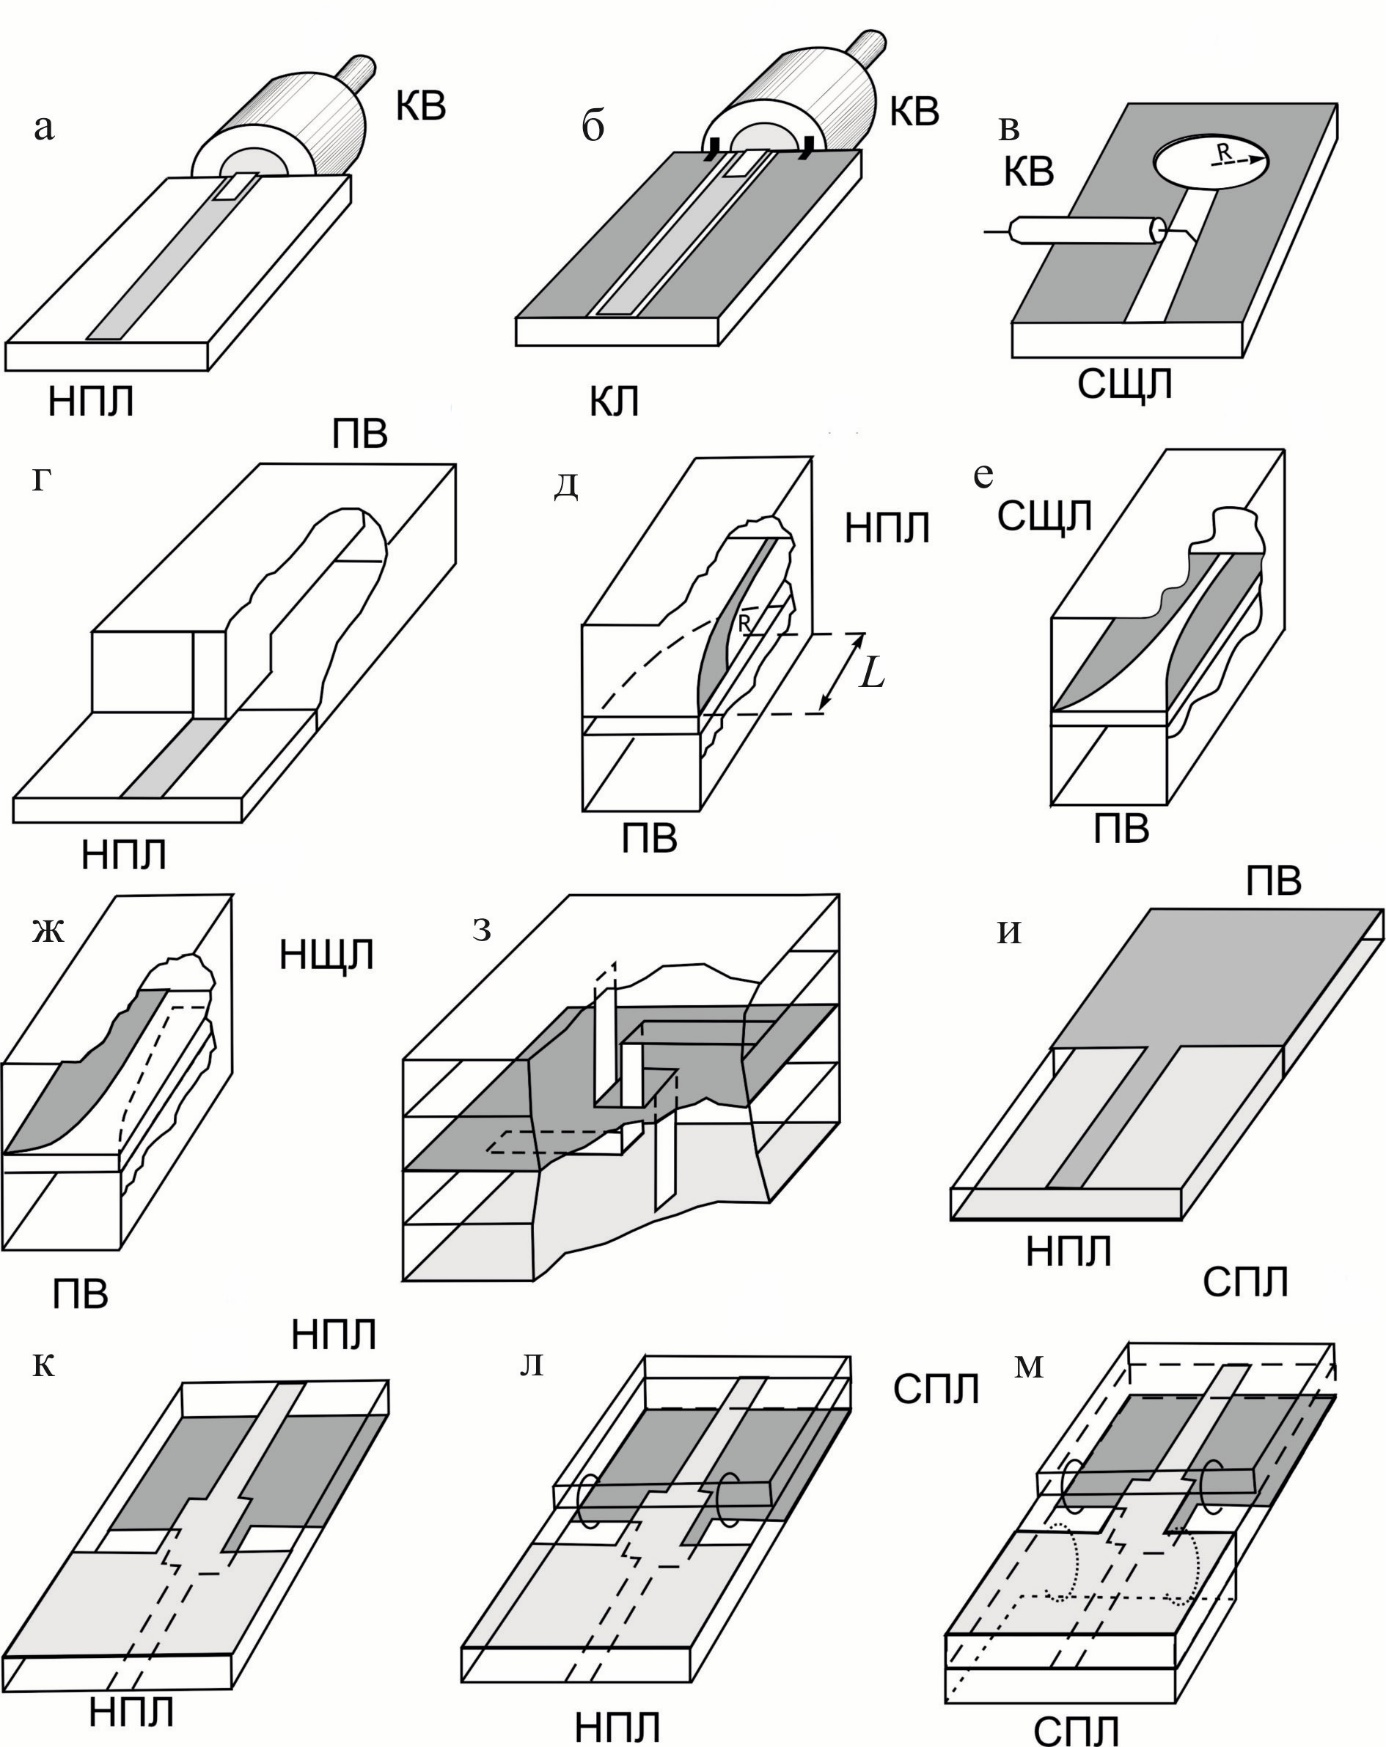 а
КВ
НПЛ
б
КВ
КЛ
в
КВ
R
СЩЛ
г
ПВ
НПЛ
д
НПЛ
R
L
ПВ
е
СЩЛ
ПВ
ж
НЩЛ
ПВ
з
и
ПВ
НПЛ
к
НПЛ
НПЛ
л
СПЛ
НПЛ
м
СПЛ
СПЛ